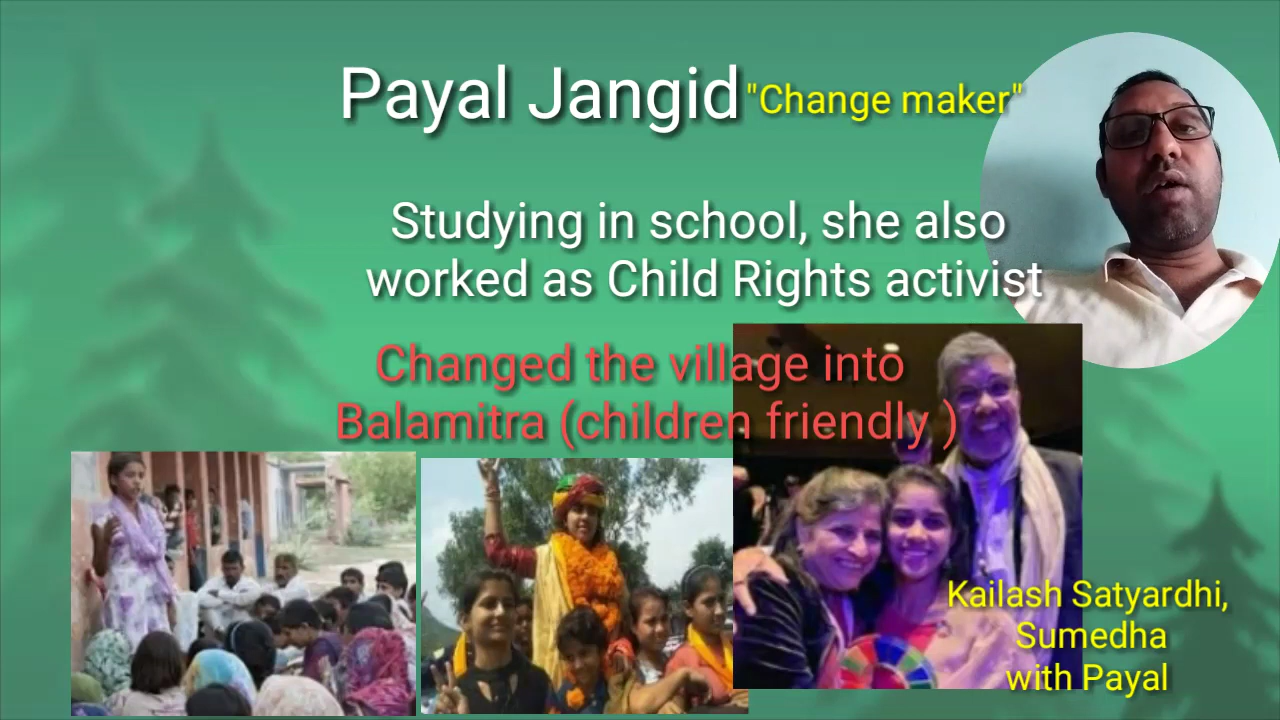 Payal Jangid "Change maker"
Studying in school, she also
worked as Child Rights activist
Changed the village into
Balamitra (children friendly )
Kailash Satyardhi,
Sumedha
with Payal